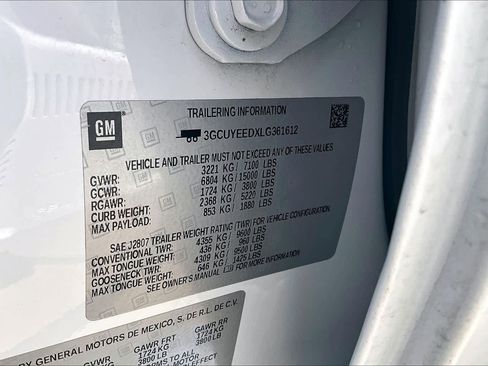 GM
TRAILERING INFORMATION
3GCUYEEDXLG361612
VEHICLE AND TRAILER MUST NOT EXCEED ANY OF THESE VALUES
GVWR: 3221 KG / 7100 LBS
GCWR: 6804 KG / 15000 LBS
RGAWR: 1724 KG / 3800 LBS
CURB WEIGHT: 2368 KG / 5220 LBS
MAX PAYLOAD: 853 KG / 1880 LBS
SAE J2807 TRAILER WEIGHT RATING (TWR) FOR VEHICLE CONFIGURATION.
CONVENTIONAL TWR: 4355 KG / 9600 LBS
MAX TONGUE WEIGHT: 436 KG / 960 LBS
GOOSENECK TWR: 4309 KG / 9500 LBS
MAX TONGUE WEIGHT: 646 KG / 1425 LBS
SEE OWNER'S MANUAL FOR MORE INFORMATION
BY GENERAL MOTORS DE MEXICO, S. DE R.L. DE C.V.
GVWR GAWR FRT GAWR RR
1724 KG 1724 KG
3800 LB 3800 LB